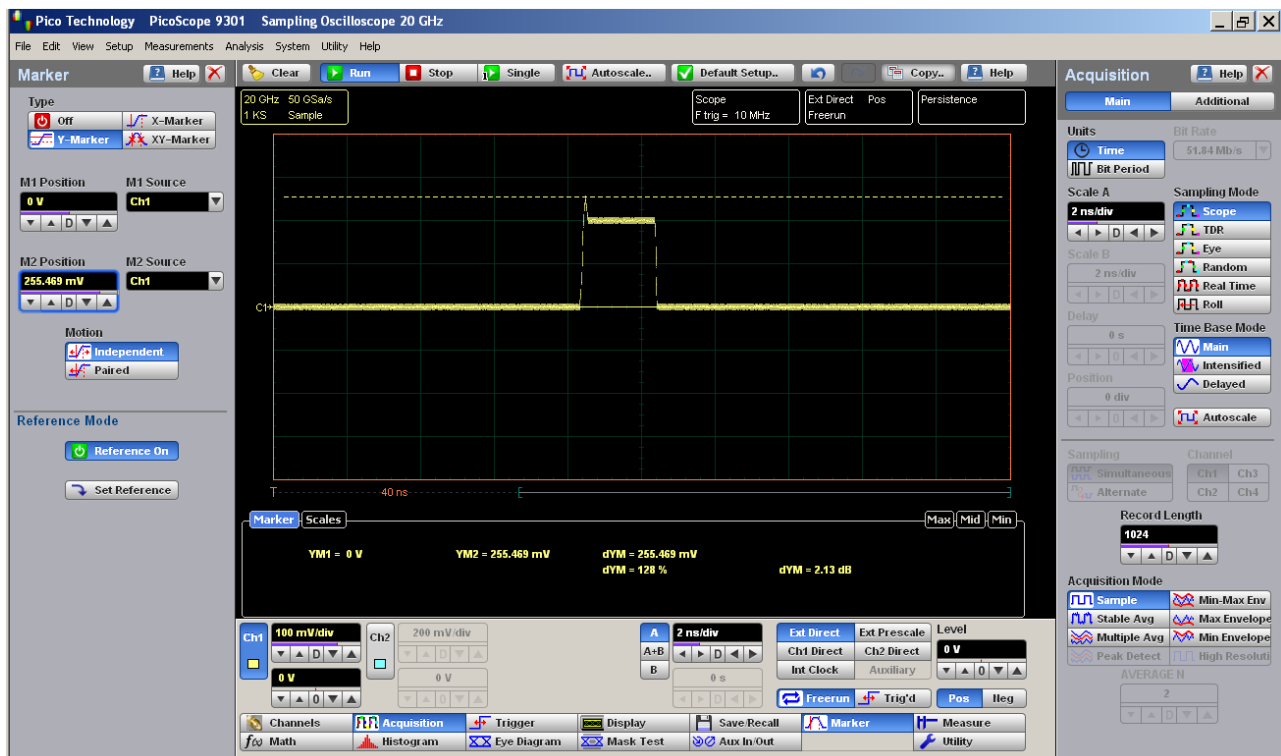 Pico Technology PicoScope 9301 Sampling Oscilloscope 20 GHz
File Edit View Setup Measurements Analysis System Utility Help
Marker
Help
Type
Off
X-Marker
Y-Marker
XY-Marker
M1 Position
M1 Source
0 V
Ch1
D
M2 Position
M2 Source
255.469 mV
Ch1
D
Motion
Independent
Paired
Reference Mode
Reference On
Set Reference
Clear
Run
Stop
Single
Autoscale..
Default Setup..
Copy..
Help
20 GHz 50 GSa/s
1 KS Sample
Scope
F trig = 10 MHz
Ext Direct Pos
Freerun
Persistence
C1
T
40 ns
Marker
Scales
Max
Mid
Min
YM1 = 0 V
YM2 = 255.469 mV
dYM = 255.469 mV
dYM = 128 %
dYM = 2.13 dB
Ch1
100 mV/div
D
0 V
0
Ch2
200 mV/div
D
0 V
0
A
A+B
B
2 ns/div
D
0 s
D
Ext Direct
Ext Prescale
Ch1 Direct
Ch2 Direct
Int Clock
Auxiliary
Level
0 V
0
Freerun
Trig'd
Pos
Neg
Channels
Acquisition
Trigger
Display
Save/Recall
Marker
Measure
f(x) Math
Histogram
Eye Diagram
Mask Test
Aux In/Out
Utility
Acquisition
Help
Main
Additional
Units
Bit Rate
Time
51.84 Mb/s
Bit Period
Scale A
Sampling Mode
2 ns/div
Scope
D
TDR
Scale B
Eye
2 ns/div
Random
D
Real Time
Delay
Roll
0 s
Time Base Mode
0
Main
Position
Intensified
0 div
Delayed
0
Autoscale
Sampling
Channel
Simultaneous
Ch1
Ch3
Alternate
Ch2
Ch4
Record Length
1024
D
Acquisition Mode
Sample
Min-Max Env
Stable Avg
Max Envelope
Multiple Avg
Min Envelope
Peak Detect
High Resoluti
AVERAGE N
2
D